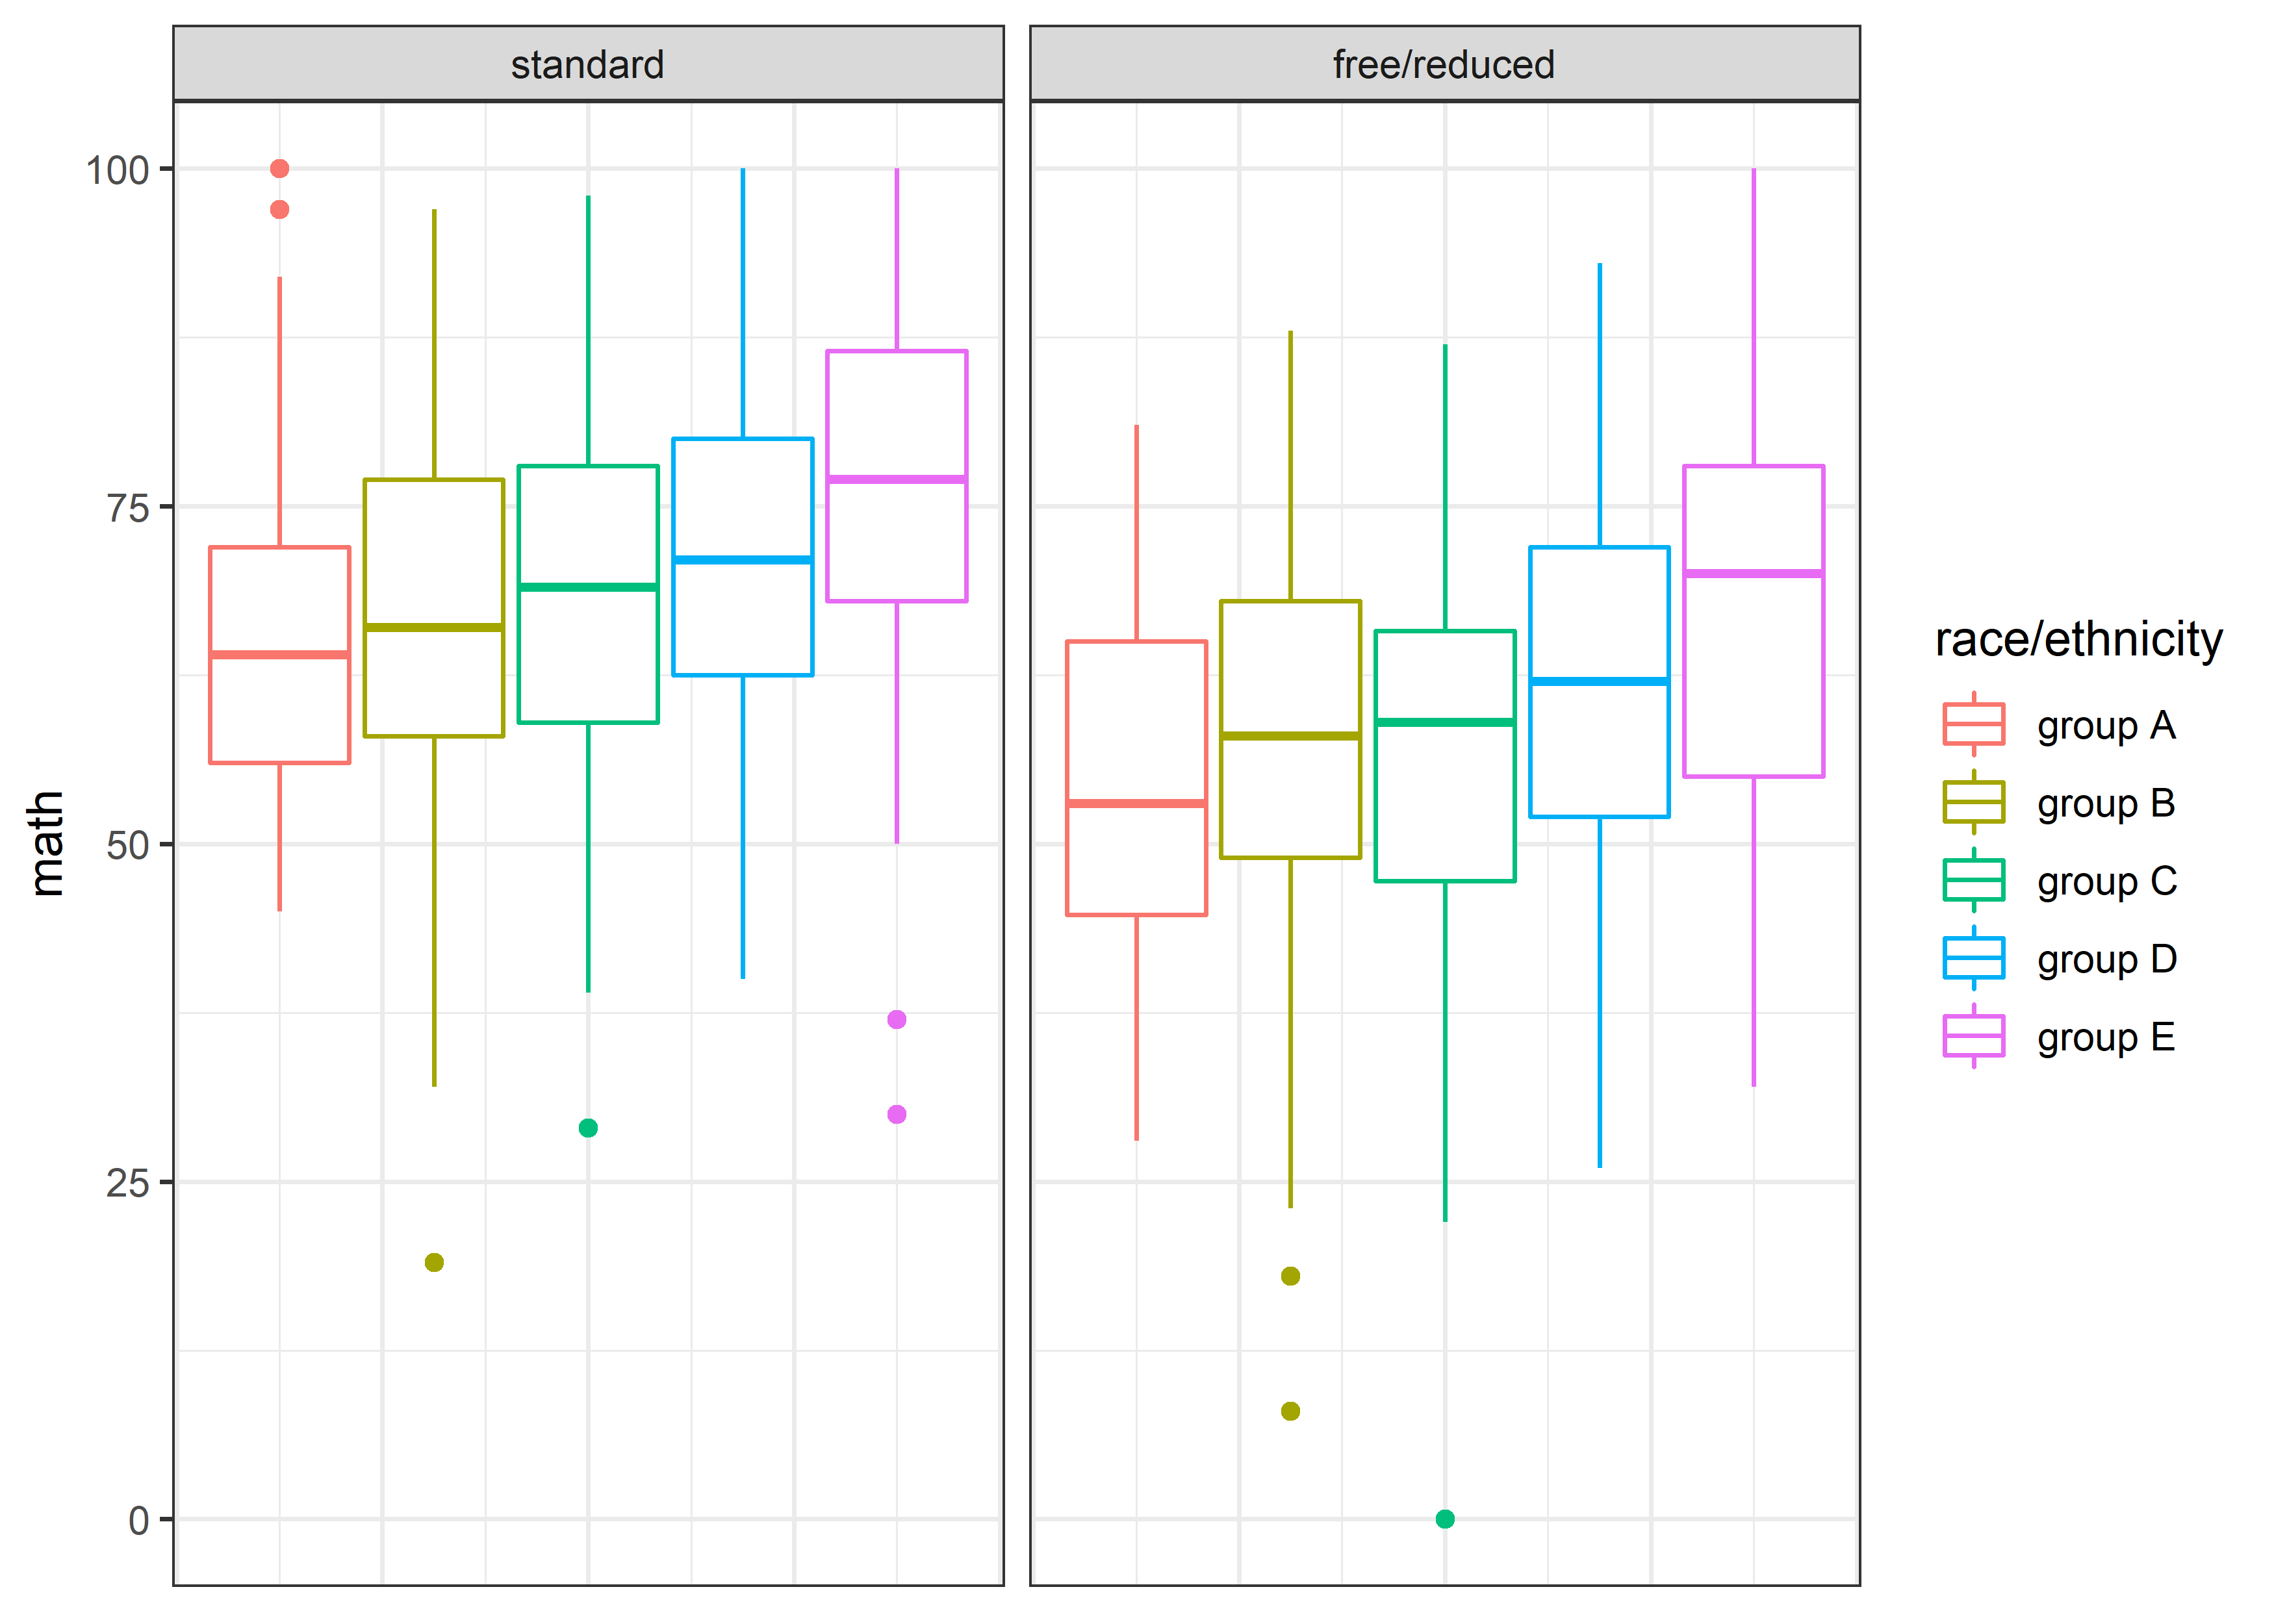 standard
free/reduced
100
75
50
25
0
math
race/ethnicity
group A
group B
group C
group D
group E